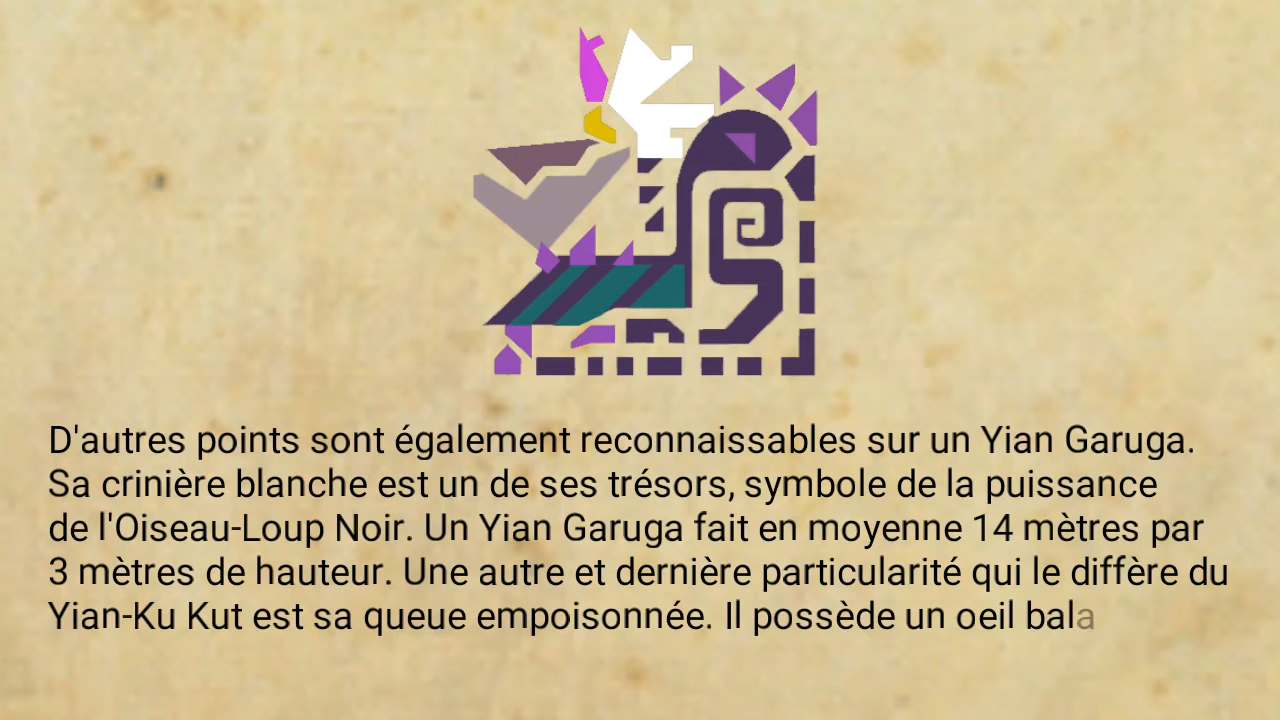 D'autres points sont également reconnaissables sur un Yian Garuga.
Sa crinière blanche est un de ses trésors, symbole de la puissance
de l'Oiseau-Loup Noir. Un Yian Garuga fait en moyenne 14 mètres par
3 mètres de hauteur. Une autre et dernière particularité qui le diffère du
Yian-Ku Kut est sa queue empoisonnée. Il possède un oeil bala